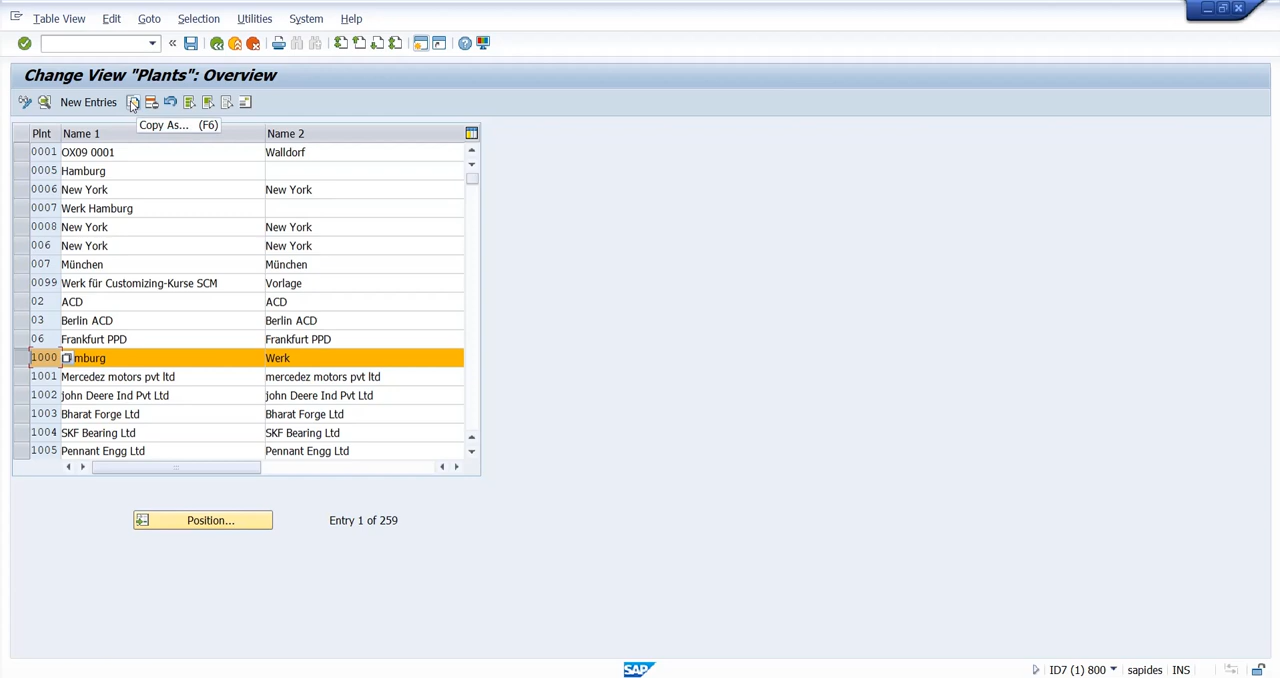 Table View Edit Goto Selection Utilities System Help
Change View "Plants": Overview
New Entries
Copy As... (F6)
Plnt Name 1 Name 2
0001 OX09 0001 Walldorf
0005 Hamburg
0006 New York New York
0007 Werk Hamburg
0008 New York New York
006 New York New York
007 München München
0099 Werk für Customizing-Kurse SCM Vorlage
02 ACD ACD
03 Berlin ACD Berlin ACD
06 Frankfurt PPD Frankfurt PPD
1000 mburg Werk
1001 Mercedez motors pvt ltd mercedez motors pvt ltd
1002 john Deere Ind Pvt Ltd john Deere Ind Pvt Ltd
1003 Bharat Forge Ltd Bharat Forge Ltd
1004 SKF Bearing Ltd SKF Bearing Ltd
1005 Pennant Engg Ltd Pennant Engg Ltd
Position... Entry 1 of 259
SAP ID7 (1) 800 sapides INS